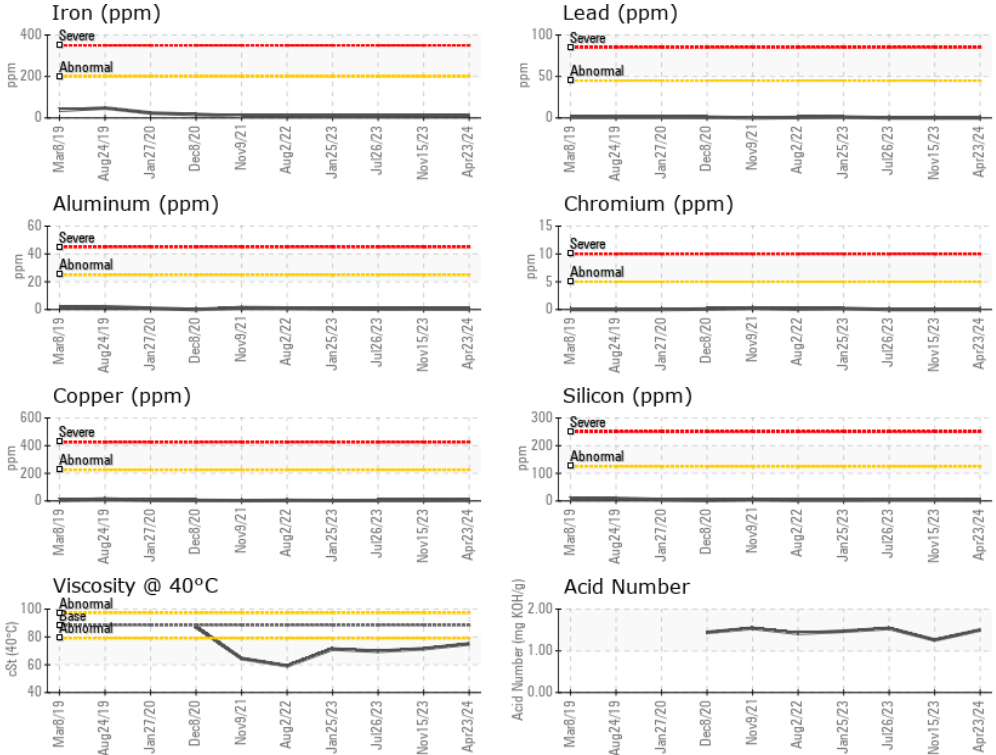 Iron (ppm)
ppm
400
200
0
Severe
Abnormal
Mar8/19
Aug24/19
Jan27/20
Dec8/20
Nov9/21
Aug2/22
Jan25/23
Jul26/23
Nov15/23
Apr23/24
Lead (ppm)
ppm
100
50
0
Severe
Abnormal
Mar8/19
Aug24/19
Jan27/20
Dec8/20
Nov9/21
Aug2/22
Jan25/23
Jul26/23
Nov15/23
Apr23/24
Aluminum (ppm)
ppm
60
40
20
0
Severe
Abnormal
Mar8/19
Aug24/19
Jan27/20
Dec8/20
Nov9/21
Aug2/22
Jan25/23
Jul26/23
Nov15/23
Apr23/24
Chromium (ppm)
ppm
15
10
5
0
Severe
Abnormal
Mar8/19
Aug24/19
Jan27/20
Dec8/20
Nov9/21
Aug2/22
Jan25/23
Jul26/23
Nov15/23
Apr23/24
Copper (ppm)
ppm
600
400
200
0
Severe
Abnormal
Mar8/19
Aug24/19
Jan27/20
Dec8/20
Nov9/21
Aug2/22
Jan25/23
Jul26/23
Nov15/23
Apr23/24
Silicon (ppm)
ppm
300
200
100
0
Severe
Abnormal
Mar8/19
Aug24/19
Jan27/20
Dec8/20
Nov9/21
Aug2/22
Jan25/23
Jul26/23
Nov15/23
Apr23/24
Viscosity @ 40°C
cSt (40°C)
100
80
60
40
Abnormal
Base
Abnormal
Mar8/19
Aug24/19
Jan27/20
Dec8/20
Nov9/21
Aug2/22
Jan25/23
Jul26/23
Nov15/23
Apr23/24
Acid Number
Acid Number (mg KOH/g)
2.00
1.00
0.00
Mar8/19
Aug24/19
Jan27/20
Dec8/20
Nov9/21
Aug2/22
Jan25/23
Jul26/23
Nov15/23
Apr23/24